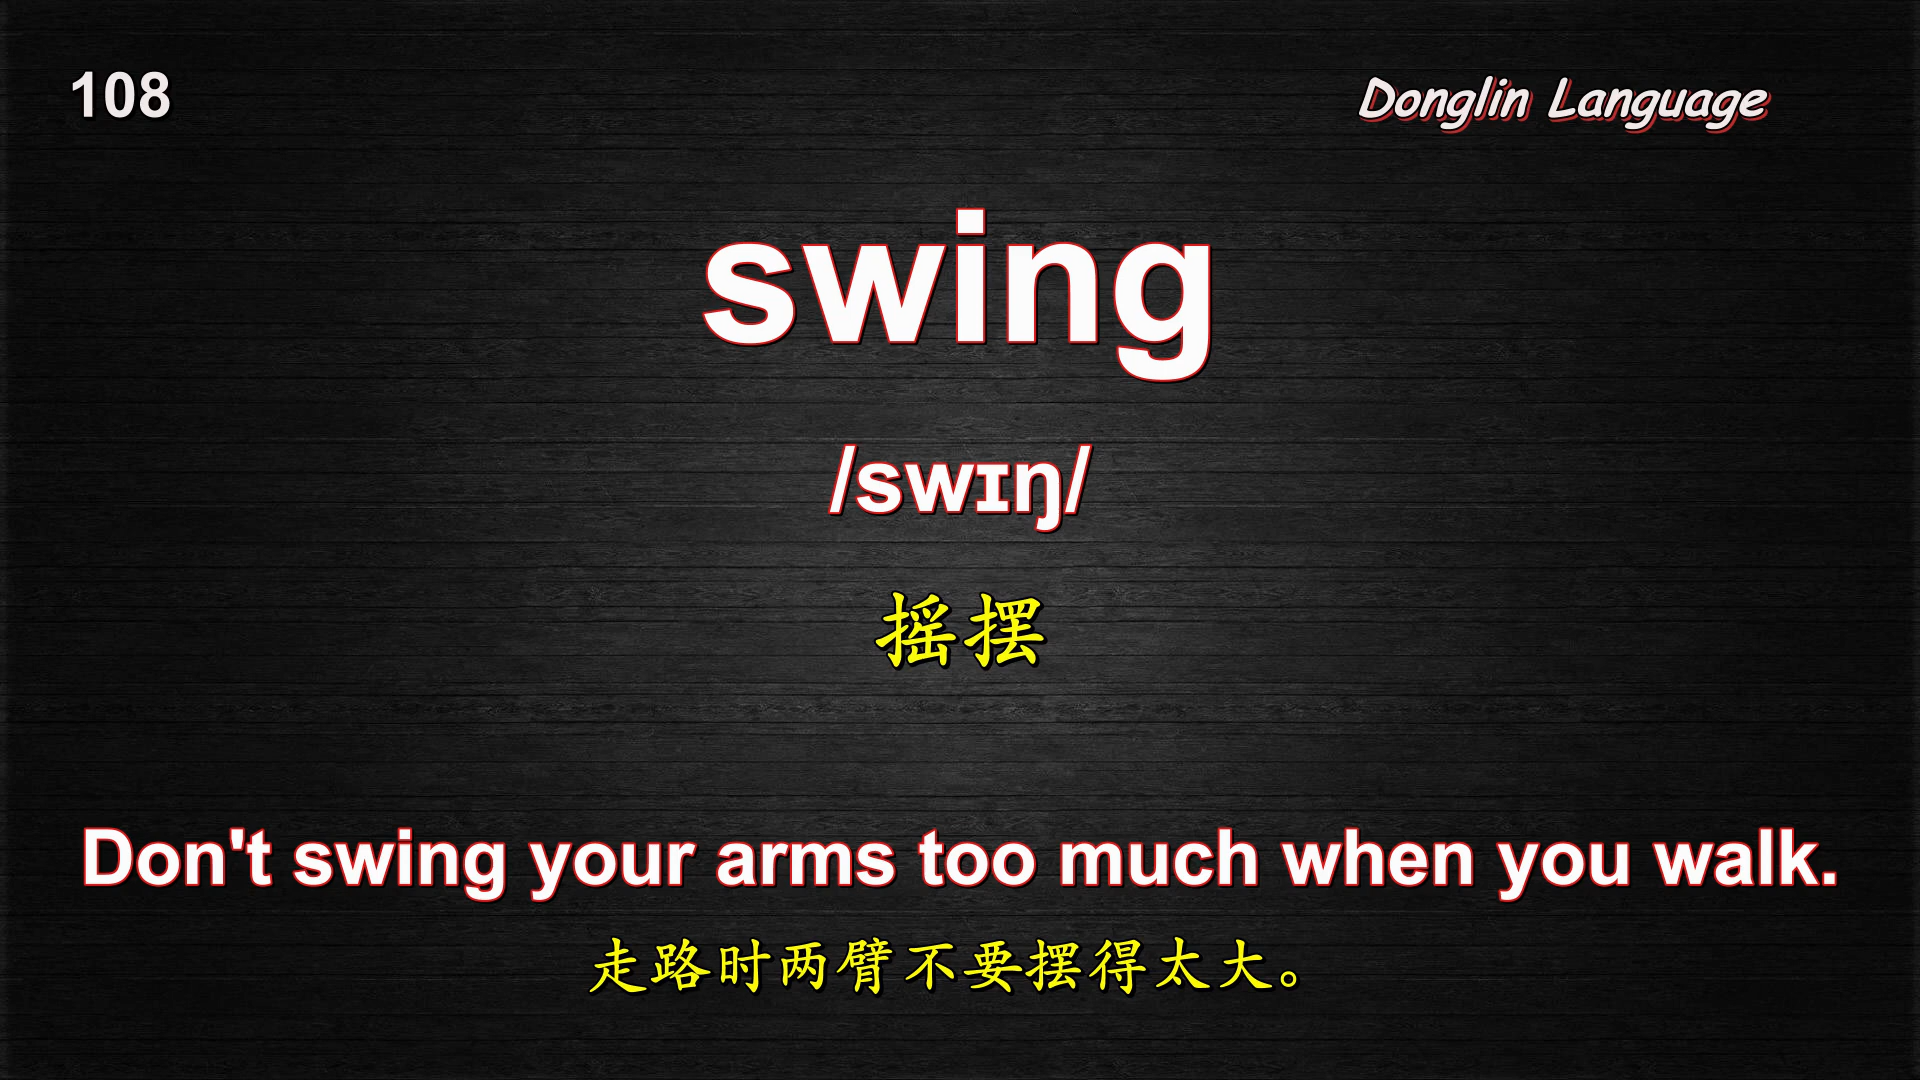 108
Donglin Language
swing
/swɪŋ/
摇摆
Don't swing your arms too much when you walk.
走路时两臂不要摆得太大。